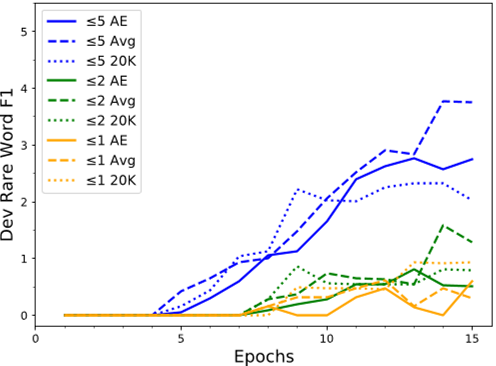 5
4
3
2
1
0
Dev Rare Word F1
≤5 AE
≤5 Avg
≤5 20K
≤2 AE
≤2 Avg
≤2 20K
≤1 AE
≤1 Avg
≤1 20K
0 5 10 15
Epochs